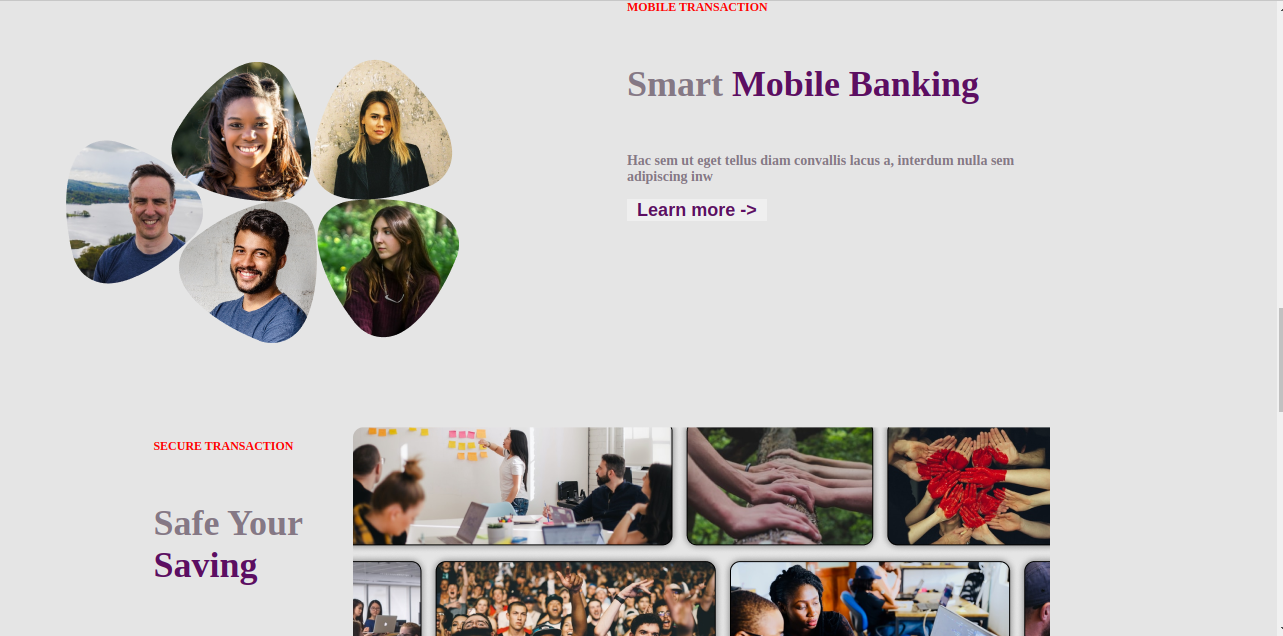 MOBILE TRANSACTION
Smart Mobile Banking
Hac sem ut eget tellus diam convallis lacus a, interdum nulla sem
adipiscing inw
Learn more ->
SECURE TRANSACTION
Safe Your
Saving